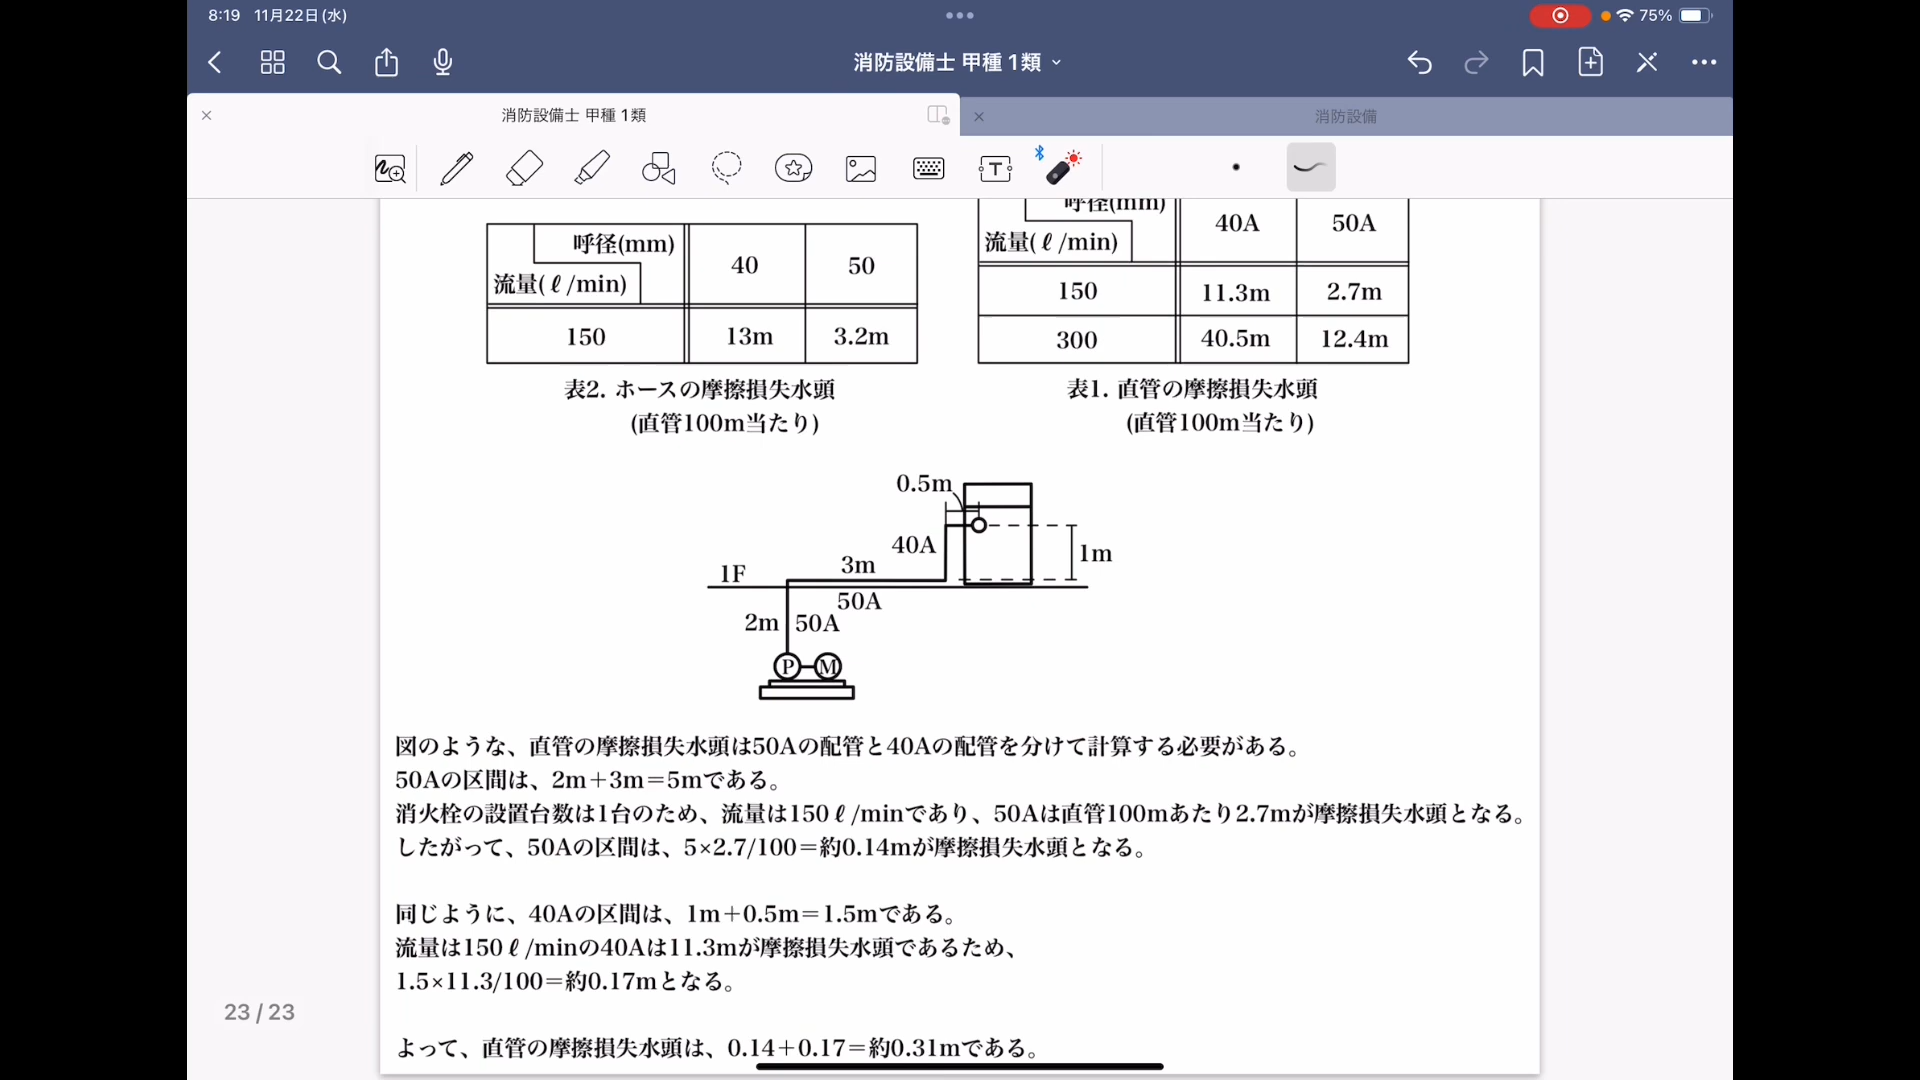 8:19 11月22日(水)
75%
消防設備士 甲種 1類
消防設備士 甲種 1類
消防設備
呼径(mm)
流量(ℓ/min)
40
50
150
13m
3.2m
表2. ホースの摩擦損失水頭
(直管100m当たり)
呼径(mm)
流量(ℓ/min)
40A
50A
150
11.3m
2.7m
300
40.5m
12.4m
表1. 直管の摩擦損失水頭
(直管100m当たり)
0.5m
40A
1m
3m
1F
50A
2m
50A
P
M
図のような、直管の摩擦損失水頭は50Aの配管と40Aの配管を分けて計算する必要がある。
50Aの区間は、2m+3m=5mである。
消火栓の設置台数は1台のため、流量は150ℓ/minであり、50Aは直管100mあたり2.7mが摩擦損失水頭となる。
したがって、50Aの区間は、5×2.7/100=約0.14mが摩擦損失水頭となる。
同じように、40Aの区間は、1m+0.5m=1.5mである。
流量は150ℓ/minの40Aは11.3mが摩擦損失水頭であるため、
1.5×11.3/100=約0.17mとなる。
よって、直管の摩擦損失水頭は、0.14+0.17=約0.31mである。
23 / 23